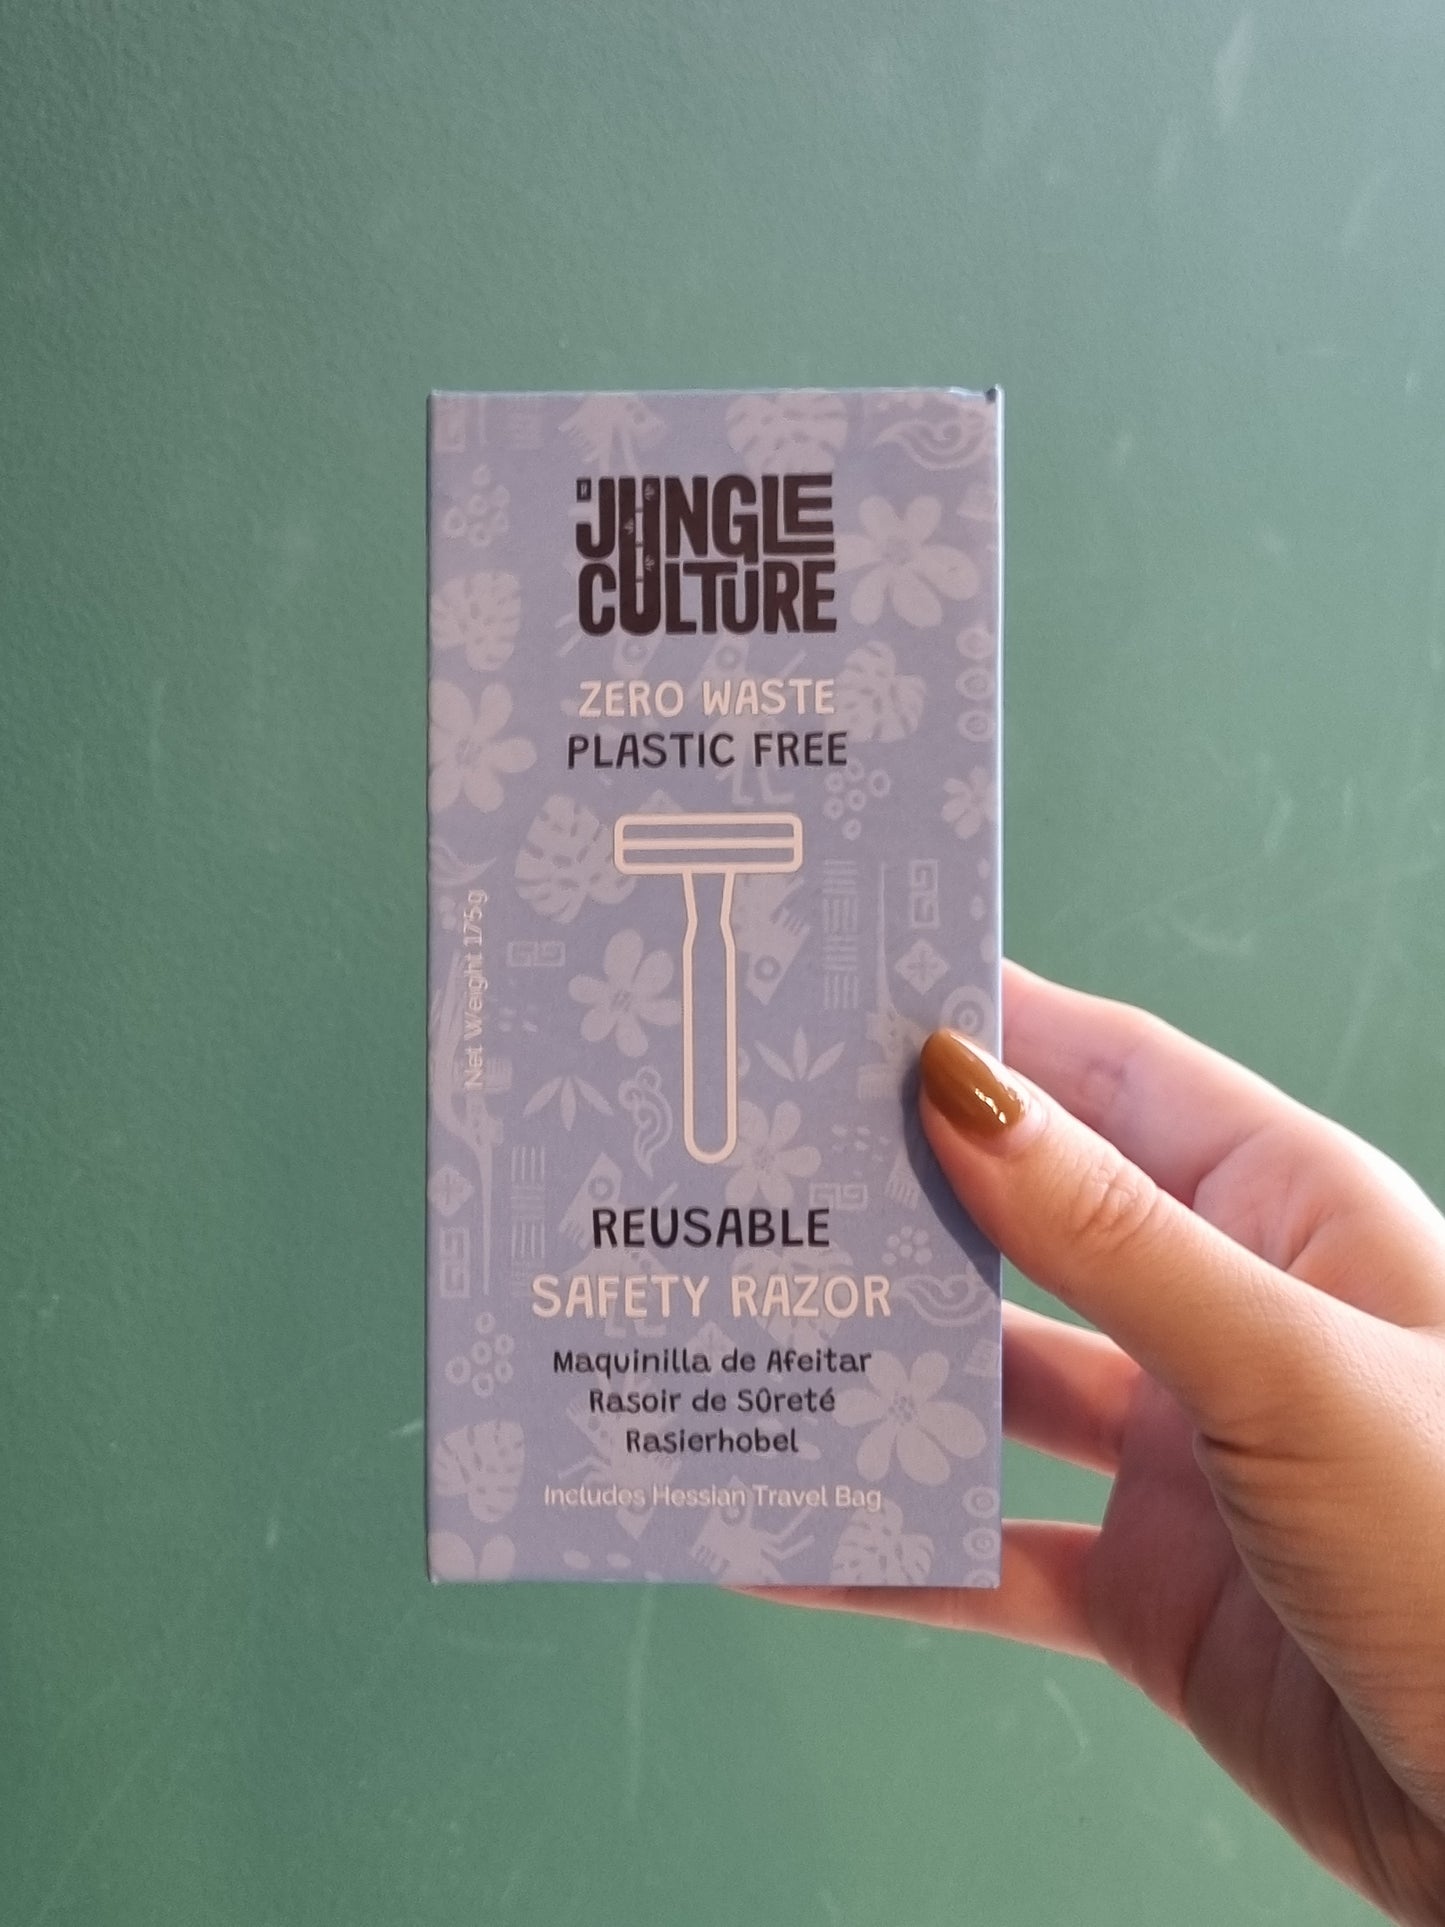 JUNGLE
CULTURE
ZERO WASTE
PLASTIC FREE
Net Weight 175g
REUSABLE
SAFETY RAZOR
Maquinilla de Afeitar
Rasoir de Sûreté
Rasierhobel
Includes Hessian Travel Bag